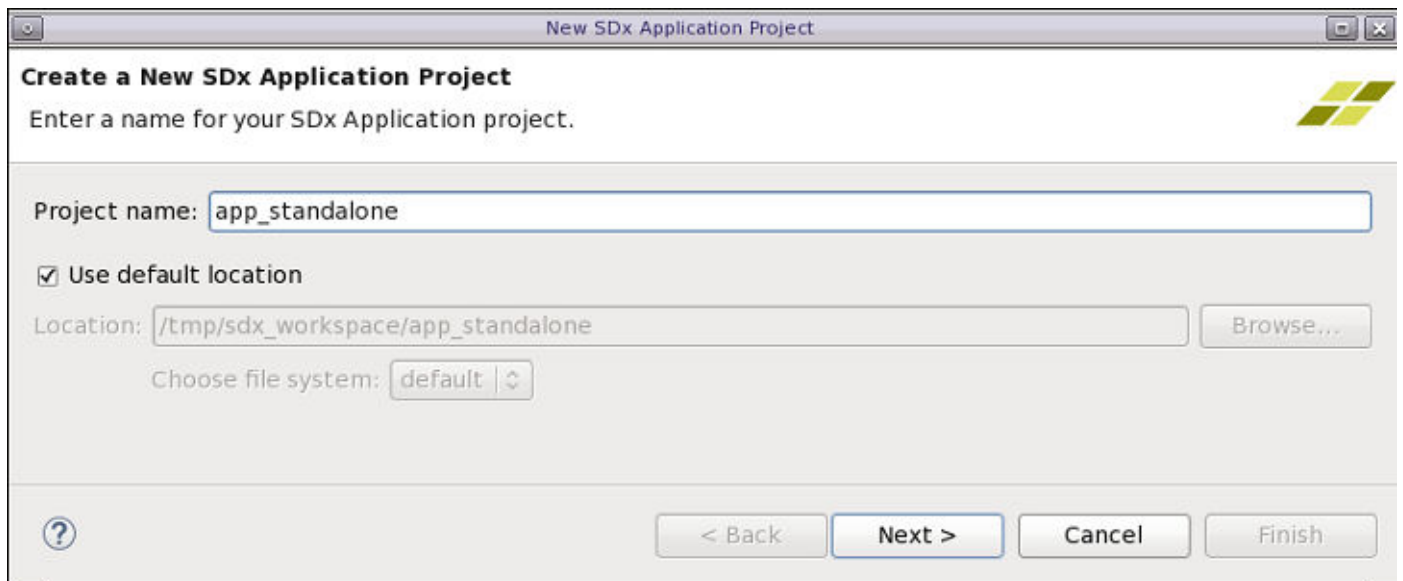 New SDx Application Project
Create a New SDx Application Project
Enter a name for your SDx Application project.
Project name: app_standalone
Use default location
Location: /tmp/sdx_workspace/app_standalone Browse...
Choose file system: default
? < Back Next > Cancel Finish